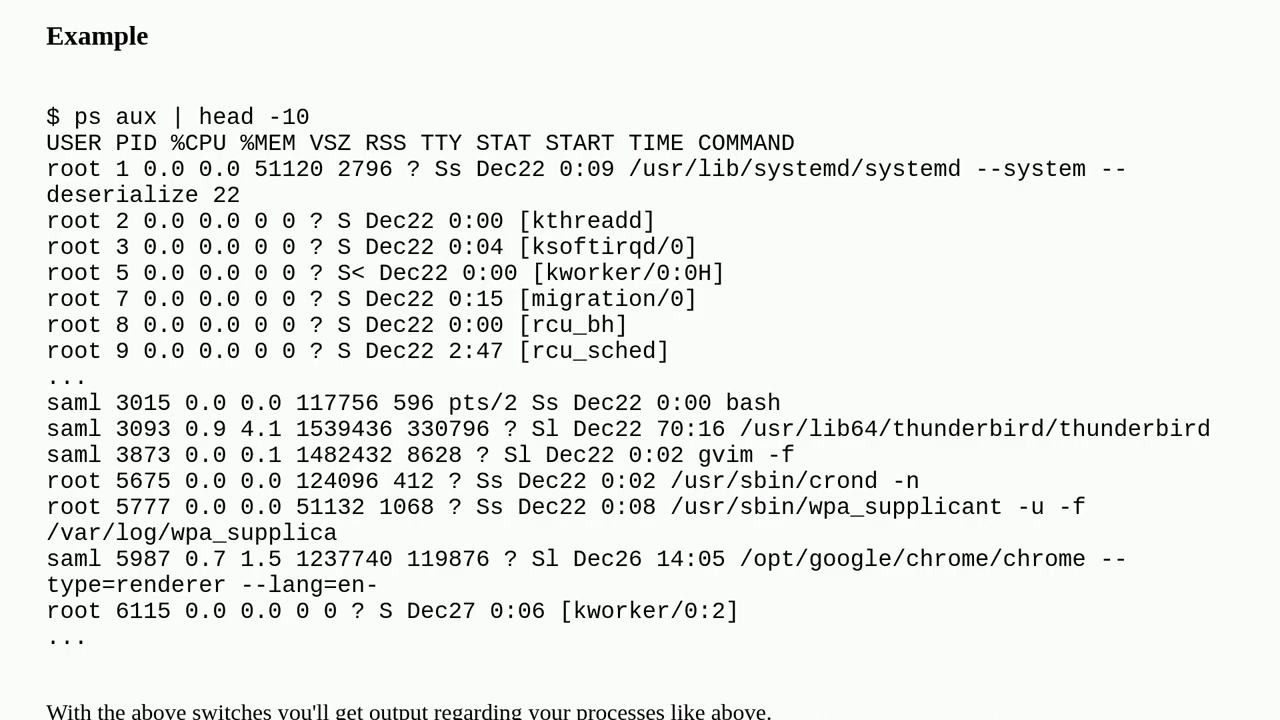 Example
$ ps aux | head -10
USER PID %CPU %MEM VSZ RSS TTY STAT START TIME COMMAND
root 1 0.0 0.0 51120 2796 ? Ss Dec22 0:09 /usr/lib/systemd/systemd --system --
deserialize 22
root 2 0.0 0.0 0 0 ? S Dec22 0:00 [kthreadd]
root 3 0.0 0.0 0 0 ? S Dec22 0:04 [ksoftirqd/0]
root 5 0.0 0.0 0 0 ? S< Dec22 0:00 [kworker/0:0H]
root 7 0.0 0.0 0 0 ? S Dec22 0:15 [migration/0]
root 8 0.0 0.0 0 0 ? S Dec22 0:00 [rcu_bh]
root 9 0.0 0.0 0 0 ? S Dec22 2:47 [rcu_sched]
...
saml 3015 0.0 0.0 117756 596 pts/2 Ss Dec22 0:00 bash
saml 3093 0.9 4.1 1539436 330796 ? Sl Dec22 70:16 /usr/lib64/thunderbird/thunderbird
saml 3873 0.0 0.1 1482432 8628 ? Sl Dec22 0:02 gvim -f
root 5675 0.0 0.0 124096 412 ? Ss Dec22 0:02 /usr/sbin/crond -n
root 5777 0.0 0.0 51132 1068 ? Ss Dec22 0:08 /usr/sbin/wpa_supplicant -u -f
/var/log/wpa_supplica
saml 5987 0.7 1.5 1237740 119876 ? Sl Dec26 14:05 /opt/google/chrome/chrome --
type=renderer --lang=en-
root 6115 0.0 0.0 0 0 ? S Dec27 0:06 [kworker/0:2]
...
With the above switches you'll get output regarding your processes like above.